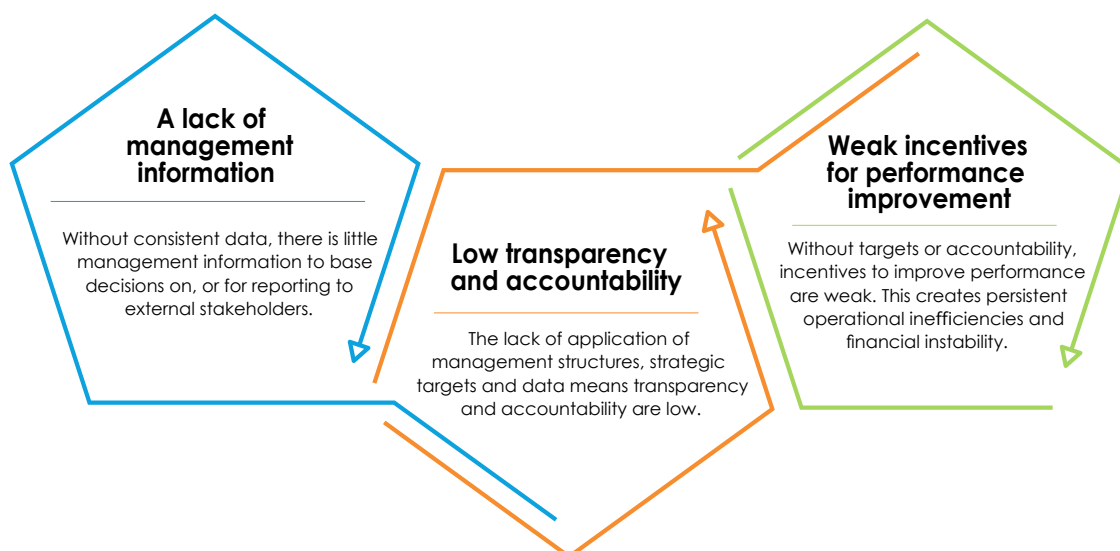 A lack of
management
information
Without consistent data, there is little
management information to base
decisions on, or for reporting to
external stakeholders.
Low transparency
and accountability
The lack of application of
management structures, strategic
targets and data means transparency
and accountability are low.
Weak incentives
for performance
improvement
Without targets or accountability,
incentives to improve performance
are weak. This creates persistent
operational inefficiencies and
financial instability.